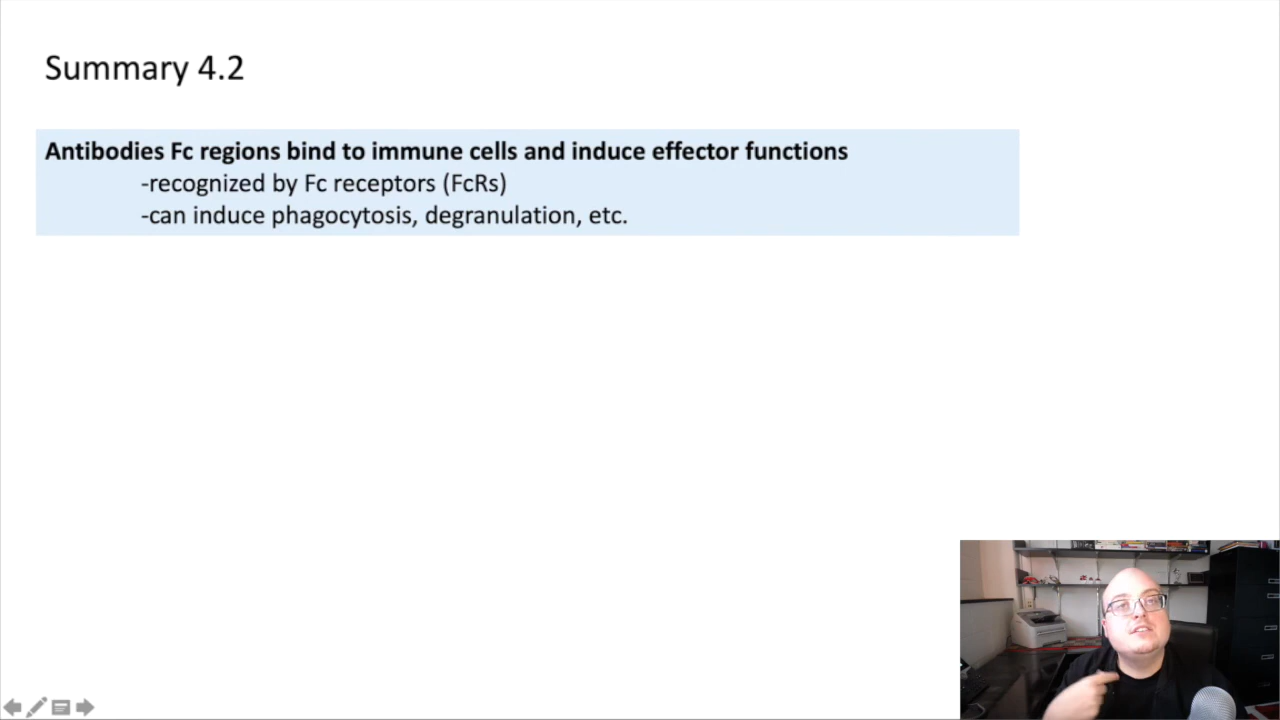 Summary 4.2
Antibodies Fc regions bind to immune cells and induce effector functions
-recognized by Fc receptors (FcRs)
-can induce phagocytosis, degranulation, etc.